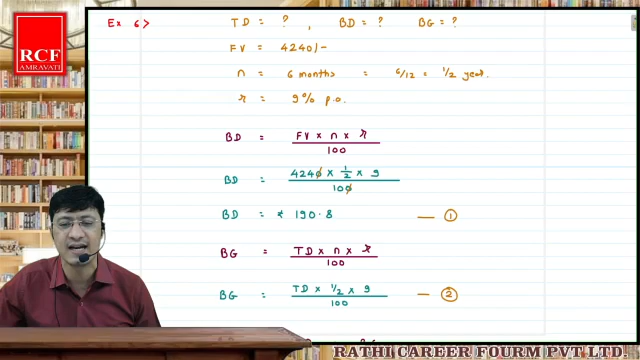 RCF
AMRAVATI
Ex 6>
TD = ? , BD = ? BG = ?
FV = 4240/-
n = 6 months = 6/12 = 1/2 year.
r = 9% p.a.
BD = FV × n × r / 100
BD = 4240 × 1/2 × 9 / 100
BD = ₹ 190.8 — ①
BG = TD × n × r / 100
BG = TD × 1/2 × 9 / 100 — ②
RATHI CAREER FOURM PVT LTD.